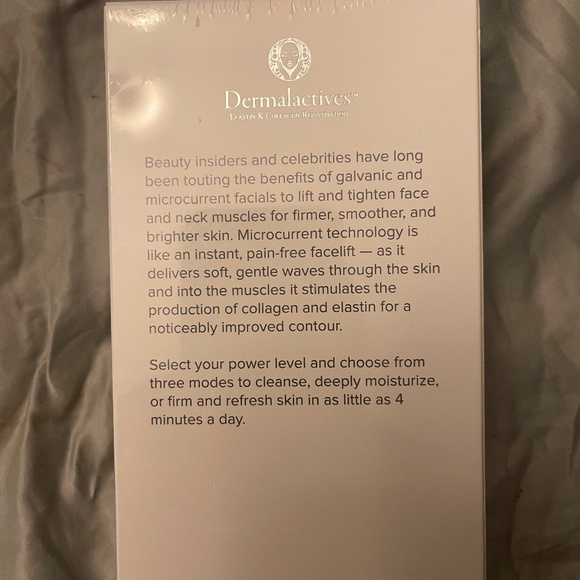 Dermalactives™
Elastin & Collagen Rejuvenation
Beauty insiders and celebrities have long
been touting the benefits of galvanic and
microcurrent facials to lift and tighten face
and neck muscles for firmer, smoother, and
brighter skin. Microcurrent technology is
like an instant, pain-free facelift — as it
delivers soft, gentle waves through the skin
and into the muscles it stimulates the
production of collagen and elastin for a
noticeably improved contour.
Select your power level and choose from
three modes to cleanse, deeply moisturize,
or firm and refresh skin in as little as 4
minutes a day.